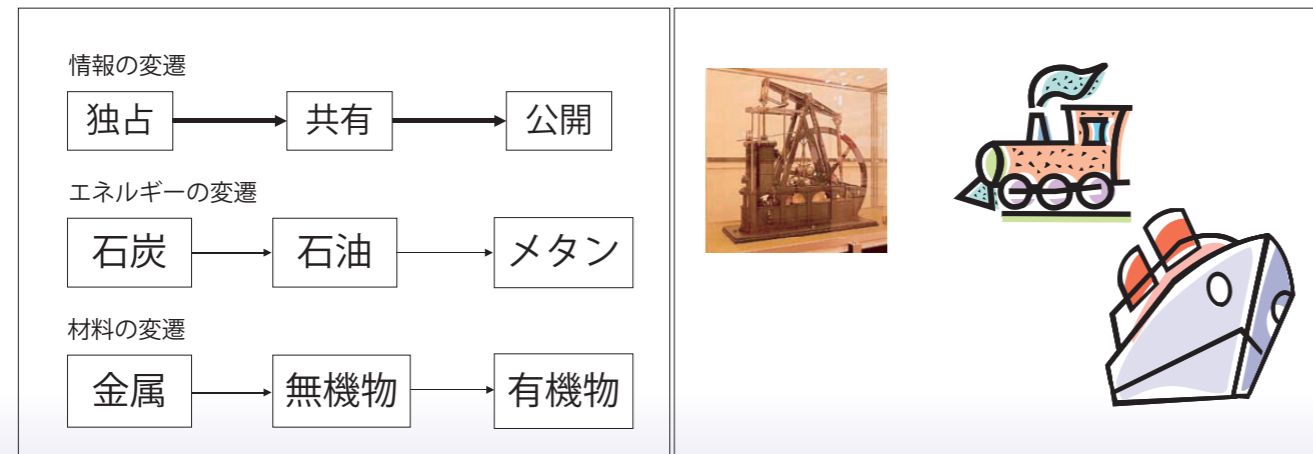 情報の変遷
独占 共有 公開
エネルギーの変遷
石炭 石油 メタン
材料の変遷
金属 無機物 有機物